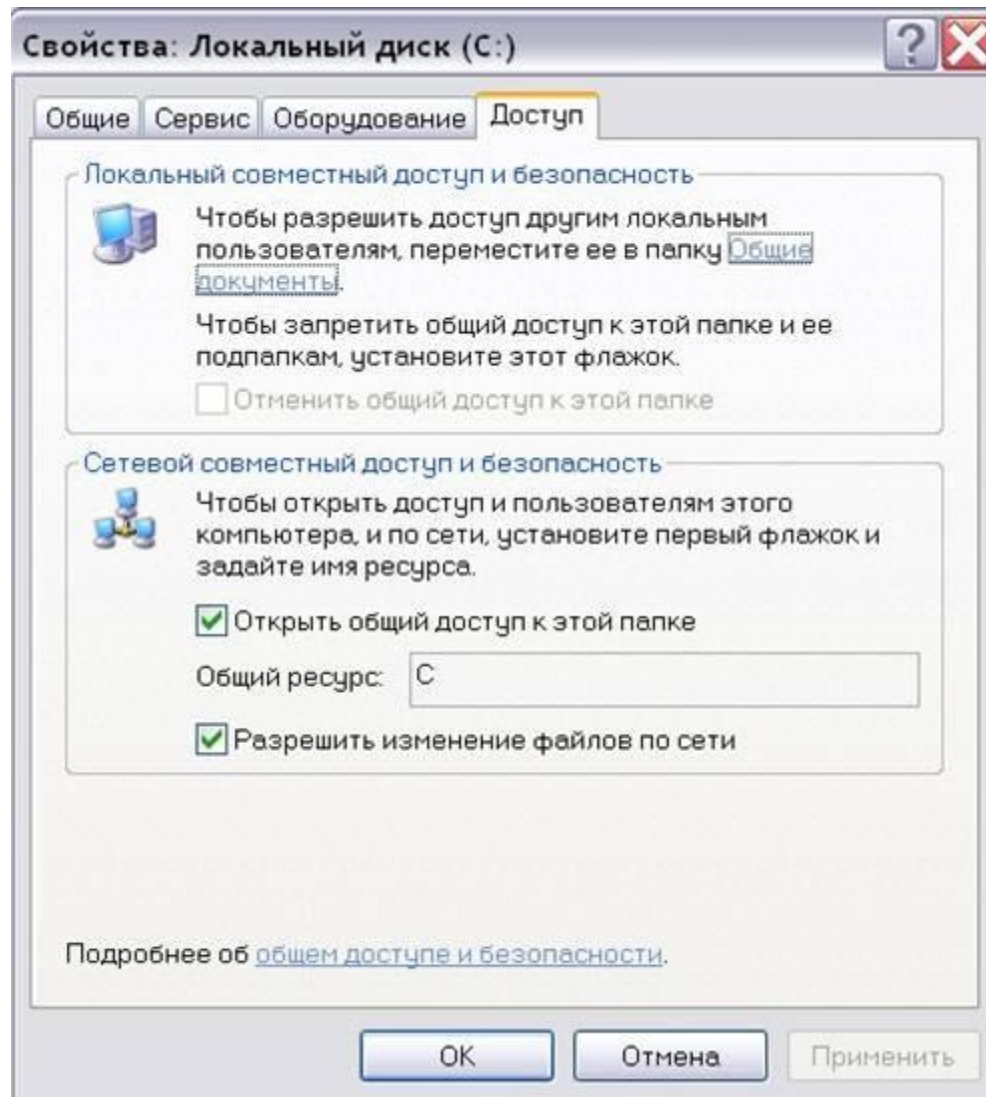 Свойства: Локальный диск (C:)
Общие Сервис Оборудование Доступ
Локальный совместный доступ и безопасность
Чтобы разрешить доступ другим локальным
пользователям, переместите ее в папку Общие
документы.
Чтобы запретить общий доступ к этой папке и ее
подпапкам, установите этот флажок.
Отменить общий доступ к этой папке
Сетевой совместный доступ и безопасность
Чтобы открыть доступ и пользователям этого
компьютера, и по сети, установите первый флажок и
задайте имя ресурса.
Открыть общий доступ к этой папке
Общий ресурс: C
Разрешить изменение файлов по сети
Подробнее об общем доступе и безопасности.
OK Отмена Применить